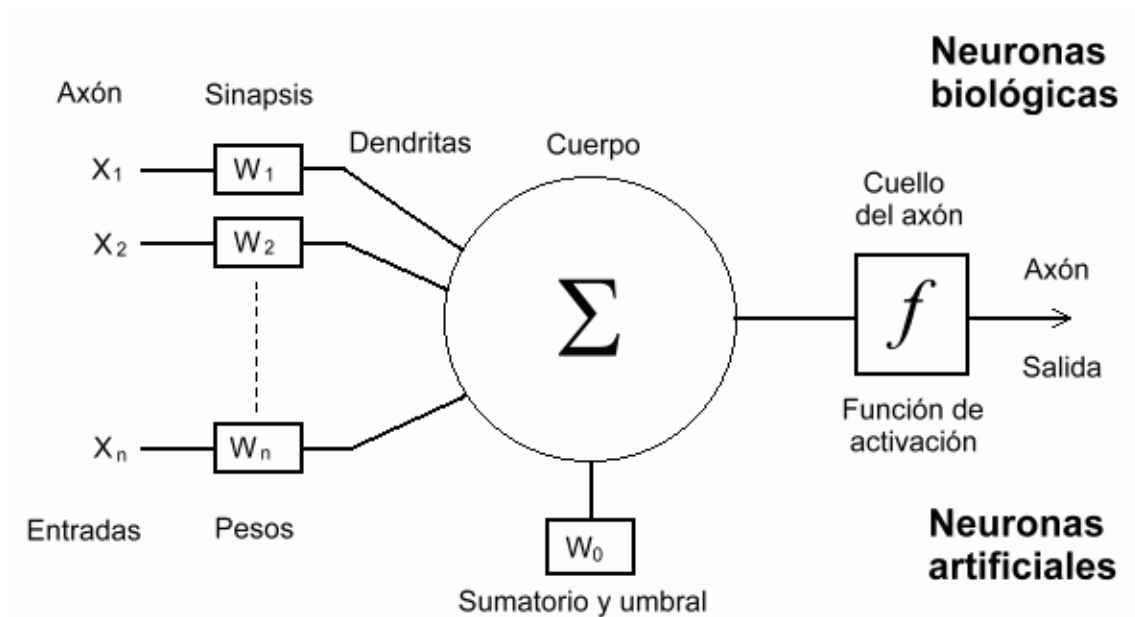 Neuronas
biológicas
Axón
Sinapsis
Dendritas
Cuerpo
Cuello
del axón
X₁
W₁
X₂
W₂
Σ
f
Axón
Salida
Función de
activación
Xₙ
Wₙ
Entradas
Pesos
W₀
Sumatorio y umbral
Neuronas
artificiales